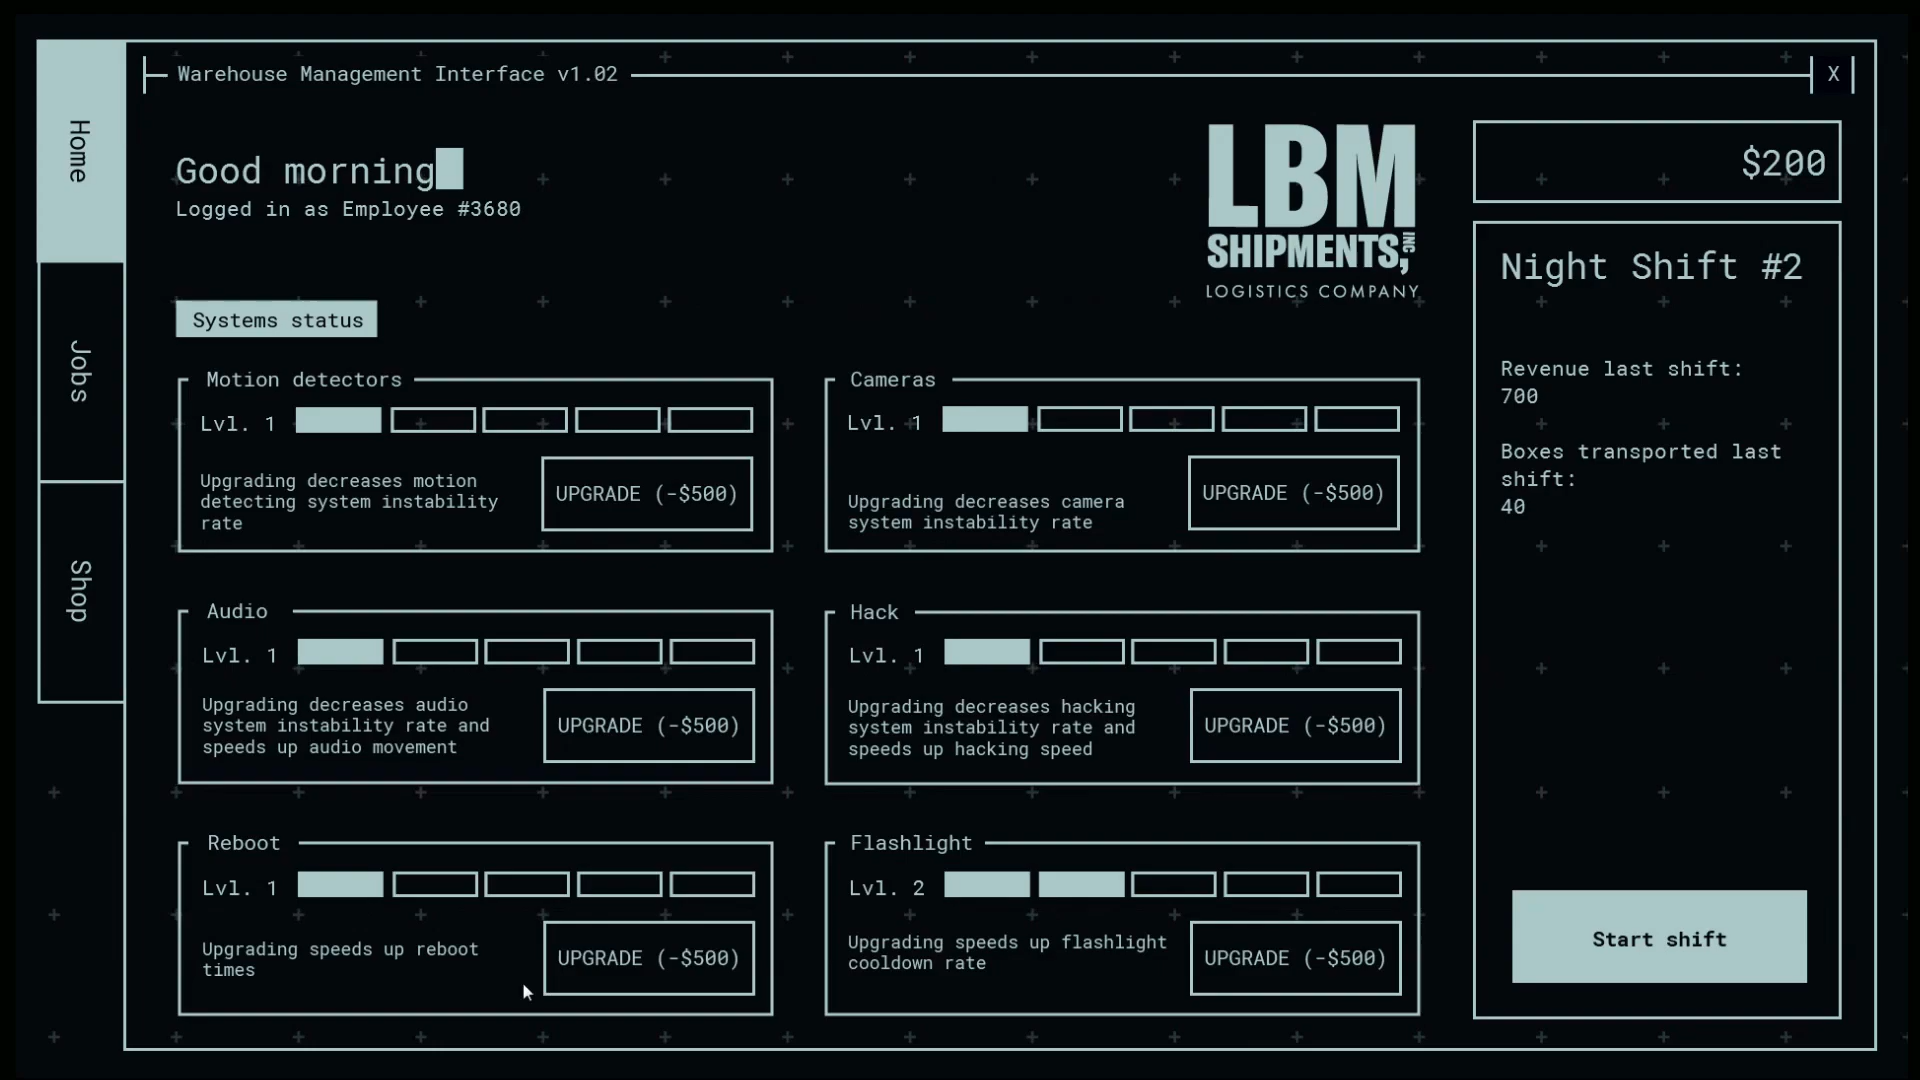 Warehouse Management Interface v1.02
X
Home
Jobs
Shop
Good morning
Logged in as Employee #3680
LBM
SHIPMENTS, INC
LOGISTICS COMPANY
$200
Systems status
Motion detectors
Lvl. 1
Upgrading decreases motion
detecting system instability
rate
UPGRADE (-$500)
Cameras
Lvl. 1
Upgrading decreases camera
system instability rate
UPGRADE (-$500)
Audio
Lvl. 1
Upgrading decreases audio
system instability rate and
speeds up audio movement
UPGRADE (-$500)
Hack
Lvl. 1
Upgrading decreases hacking
system instability rate and
speeds up hacking speed
UPGRADE (-$500)
Reboot
Lvl. 1
Upgrading speeds up reboot
times
UPGRADE (-$500)
Flashlight
Lvl. 2
Upgrading speeds up flashlight
cooldown rate
UPGRADE (-$500)
Night Shift #2
Revenue last shift:
700
Boxes transported last
shift:
40
Start shift